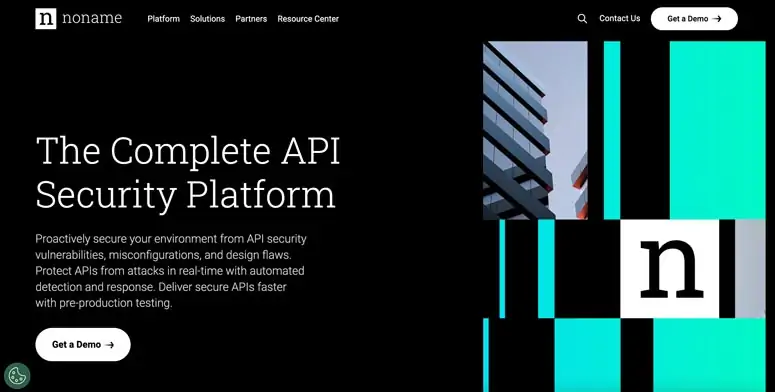 n noname
Platform Solutions Partners Resource Center
Contact Us
Get a Demo →
The Complete API
Security Platform
Proactively secure your environment from API security
vulnerabilities, misconfigurations, and design flaws.
Protect APIs from attacks in real-time with automated
detection and response. Deliver secure APIs faster
with pre-production testing.
Get a Demo →
n